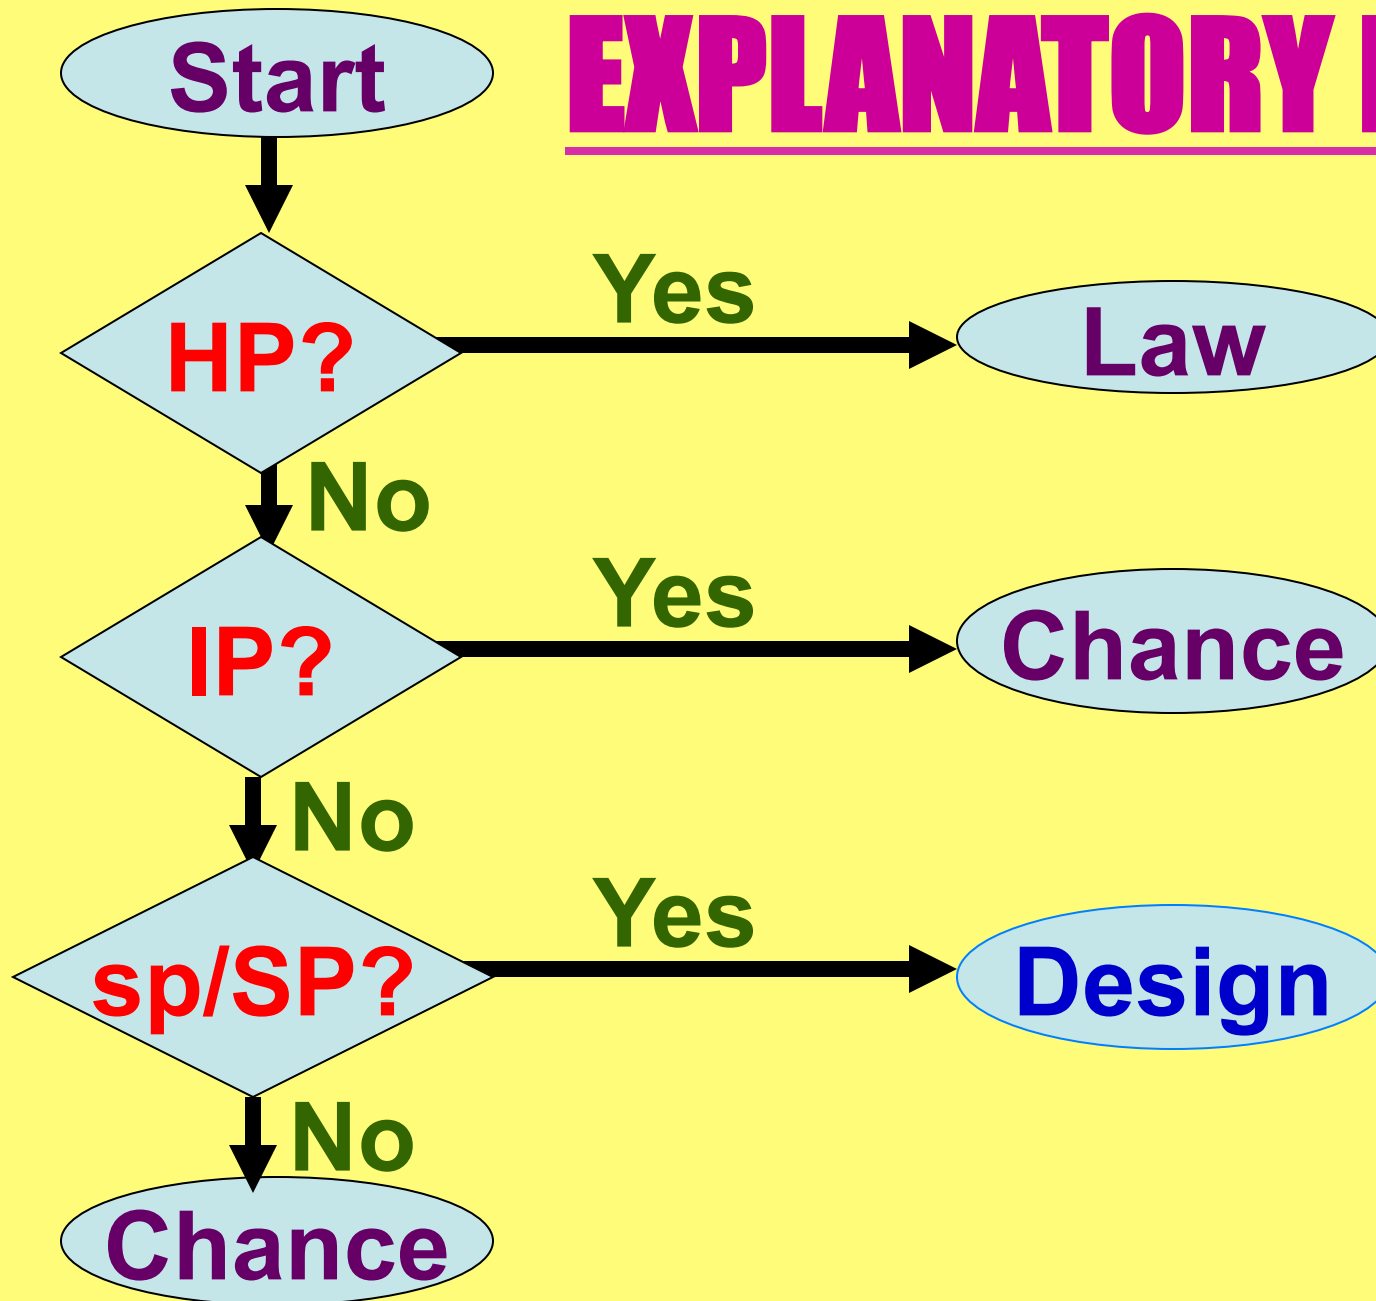 Start
EXPLANATORY
Yes
HP?
Law
No
Yes
IP?
Chance
No
Yes
sp/SP?
Design
No
Chance